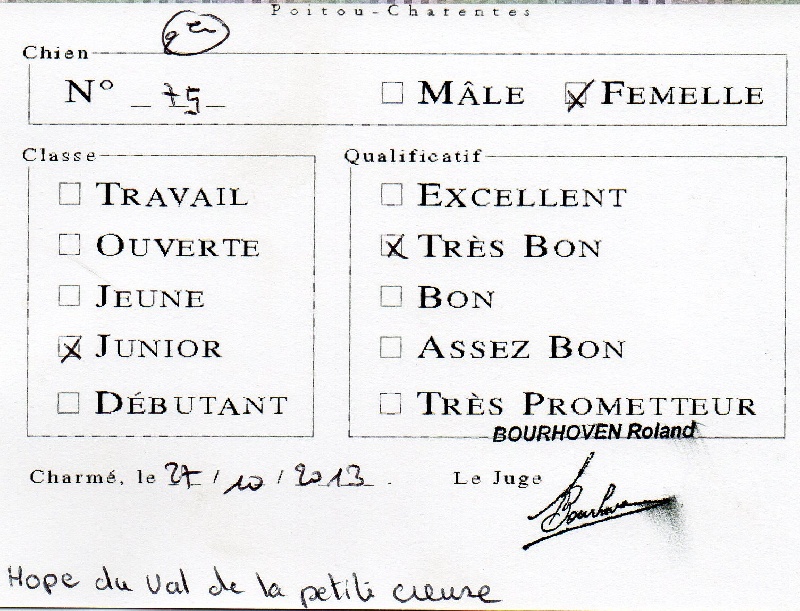 Poitou-Charentes
Chien
N° 75 MÂLE FEMELLE
Classe
TRAVAIL
OUVERTE
JEUNE
JUNIOR
DÉBUTANT
Qualificatif
EXCELLENT
TRÈS BON
BON
ASSEZ BON
TRÈS PROMETTEUR
BOURHOVEN Roland
Charmé, le 27/10/2013. Le Juge
Hope du Val de la petite creuse